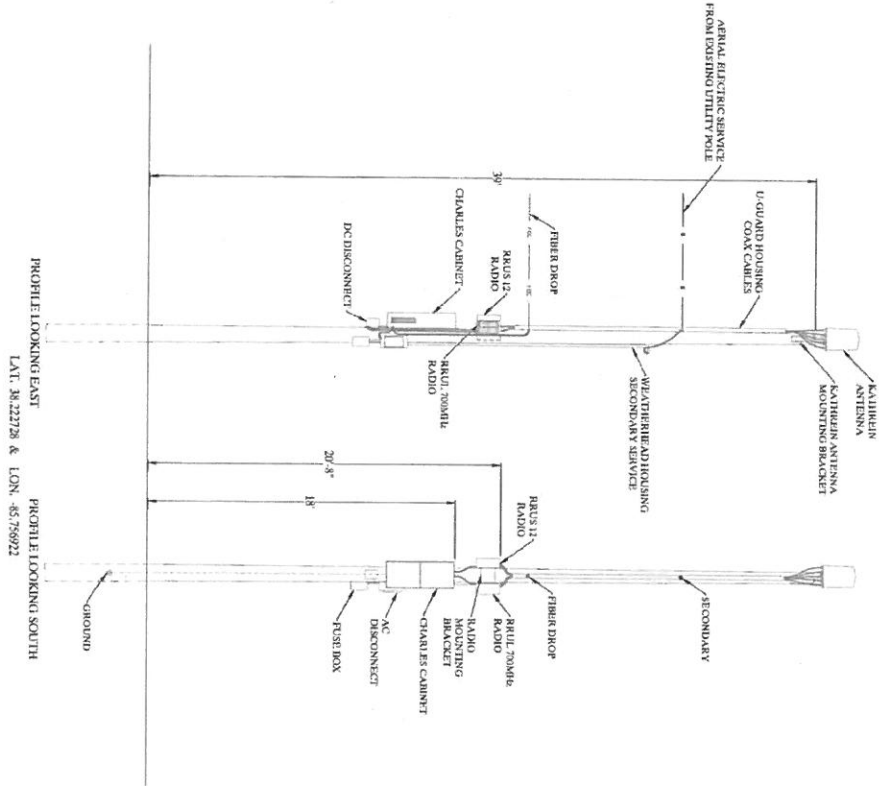 AERIAL ELECTRIC SERVICE
FROM EXISTING UTILITY POLE
39'
U-GUARD HOUSING
COAX CABLES
KATHREIN
ANTENNA
KATHREIN ANTENNA
MOUNTING BRACKET
FIBER DROP
RRUS 12
RADIO
CHARLES CABINET
DC DISCONNECT
RRUL 700MHz
RADIO
WEATHERHEAD HOUSING
SECONDARY SERVICE
PROFILE LOOKING EAST
20'-8"
18'
RRUS 12
RADIO
FIBER DROP
SECONDARY
RRUL 700MHz
RADIO
RADIO
MOUNTING
BRACKET
CHARLES CABINET
AC
DISCONNECT
FUSE BOX
GROUND
PROFILE LOOKING SOUTH
LAT. 38.222728 & LON. -85.756922